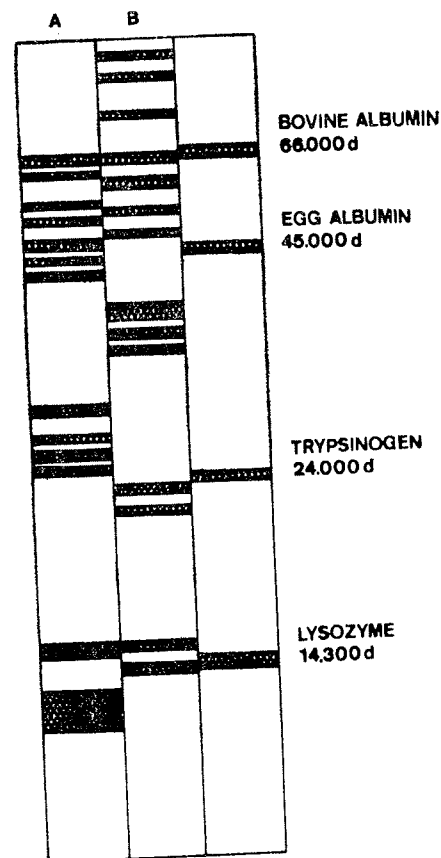 A B
BOVINE ALBUMIN
66.000 d
EGG ALBUMIN
45.000 d
TRYPSINOGEN
24.000 d
LYSOZYME
14.300 d